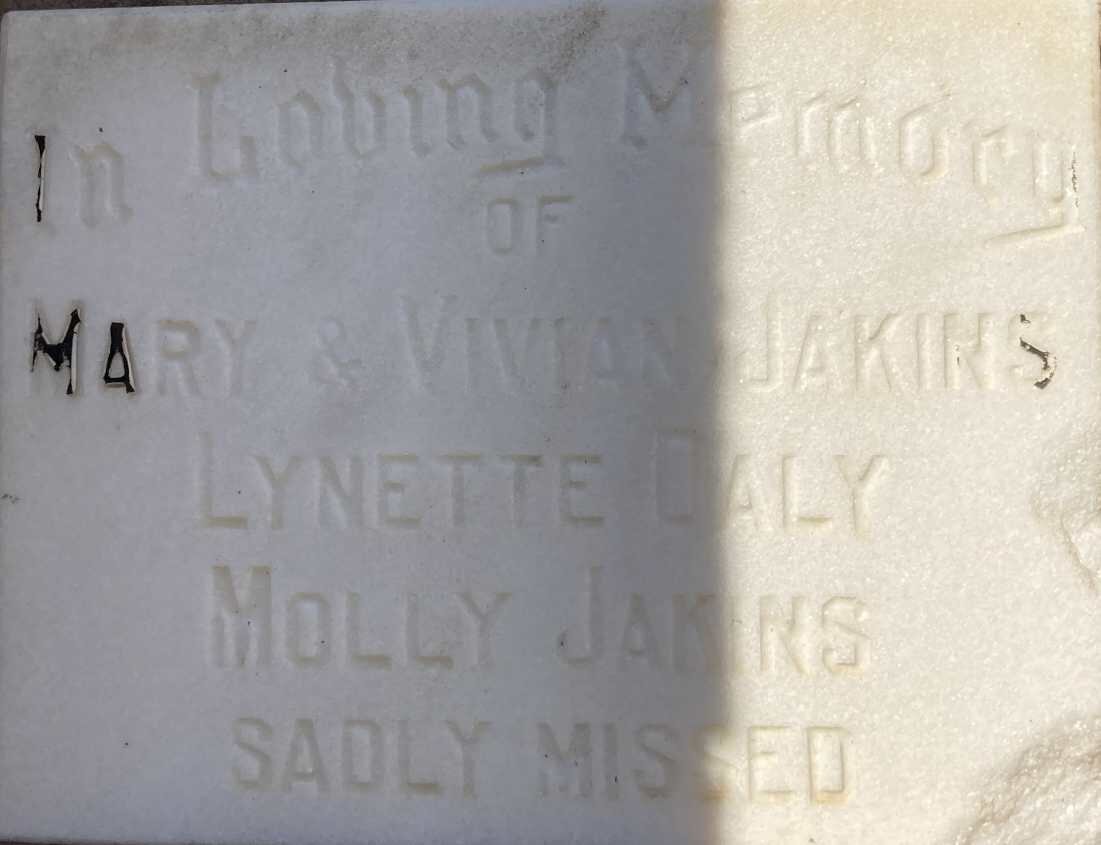 In Loving Memory
OF
MARY & VIVIAN JAKINS
LYNETTE DALY
MOLLY JAKINS
SADLY MISSED